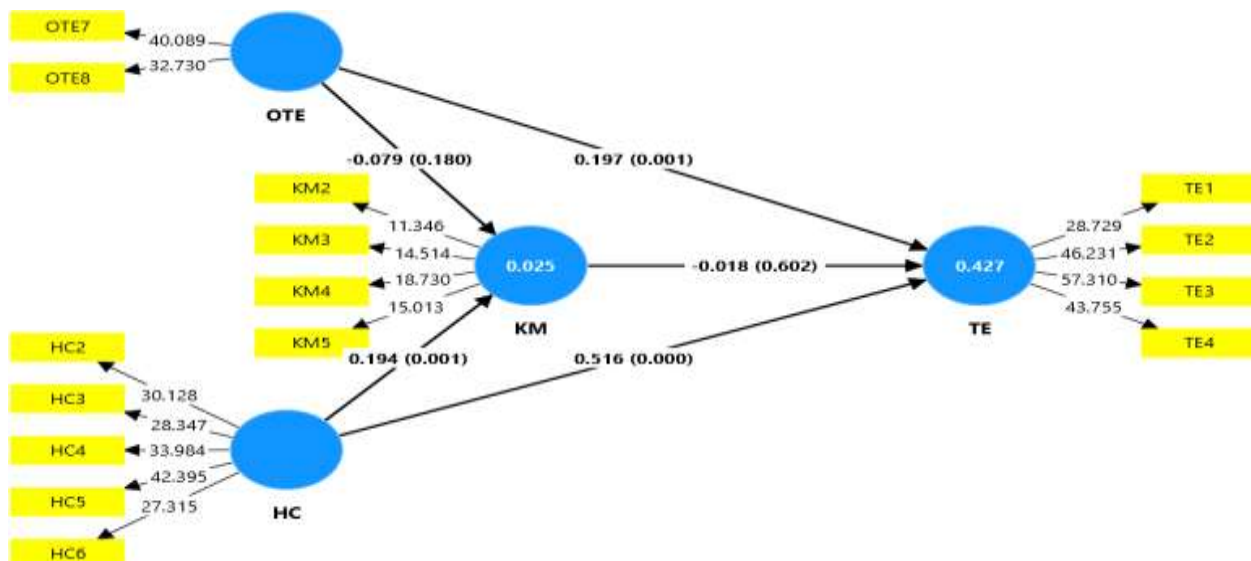 OTE7
40.089
OTE8
32.730
OTE
-0.079 (0.180)
0.197 (0.001)
KM2
11.346
KM3
14.514
KM4
18.730
KM5
15.013
0.025
KM
-0.018 (0.602)
0.427
TE
TE1
28.729
TE2
46.231
TE3
57.310
TE4
43.755
0.194 (0.001)
0.516 (0.000)
HC2
30.128
HC3
28.347
HC4
33.984
HC5
42.395
HC6
27.315
HC